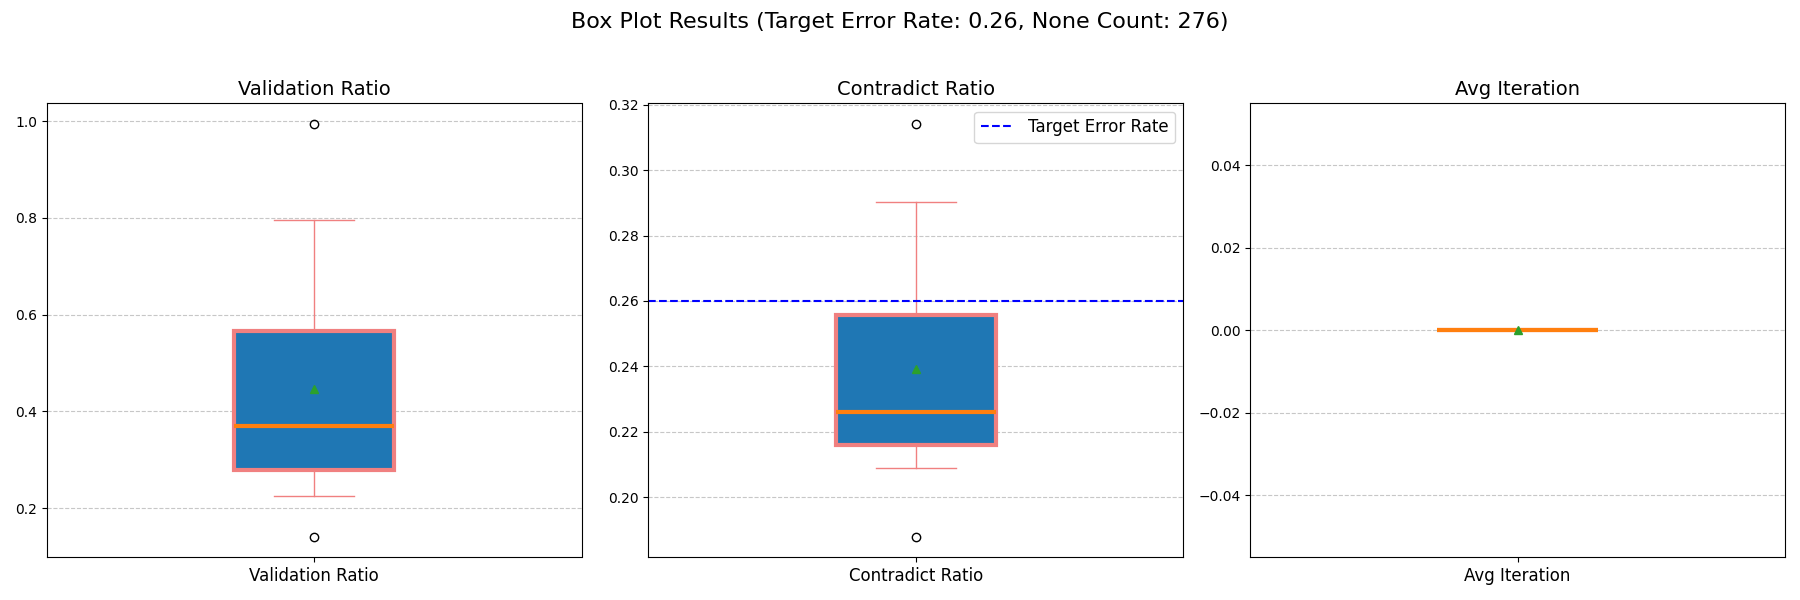 Box Plot Results (Target Error Rate: 0.26, None Count: 276)
Validation Ratio
1.0
0.8
0.6
0.4
0.2
Validation Ratio
Contradict Ratio
Target Error Rate
0.32
0.30
0.28
0.26
0.24
0.22
0.20
Contradict Ratio
Avg Iteration
0.04
0.02
0.00
−0.02
−0.04
Avg Iteration